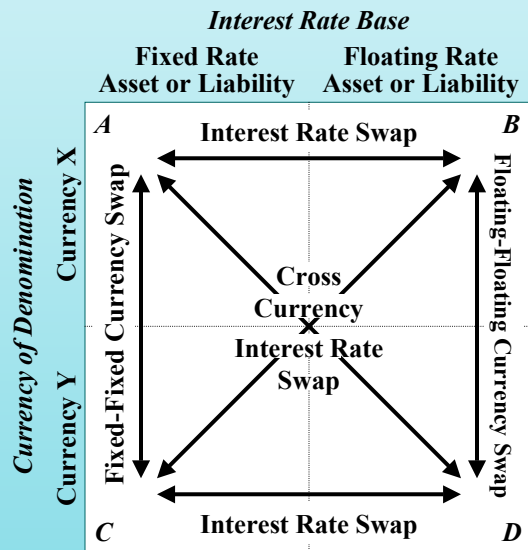 Interest Rate Base
Fixed Rate
Asset or Liability
Floating Rate
Asset or Liability
A
B
Interest Rate Swap
Currency of Denomination
Currency X
Currency Y
Fixed-Fixed Currency Swap
Cross
Currency
Interest Rate
Swap
Floating-Floating Currency Swap
C
Interest Rate Swap
D